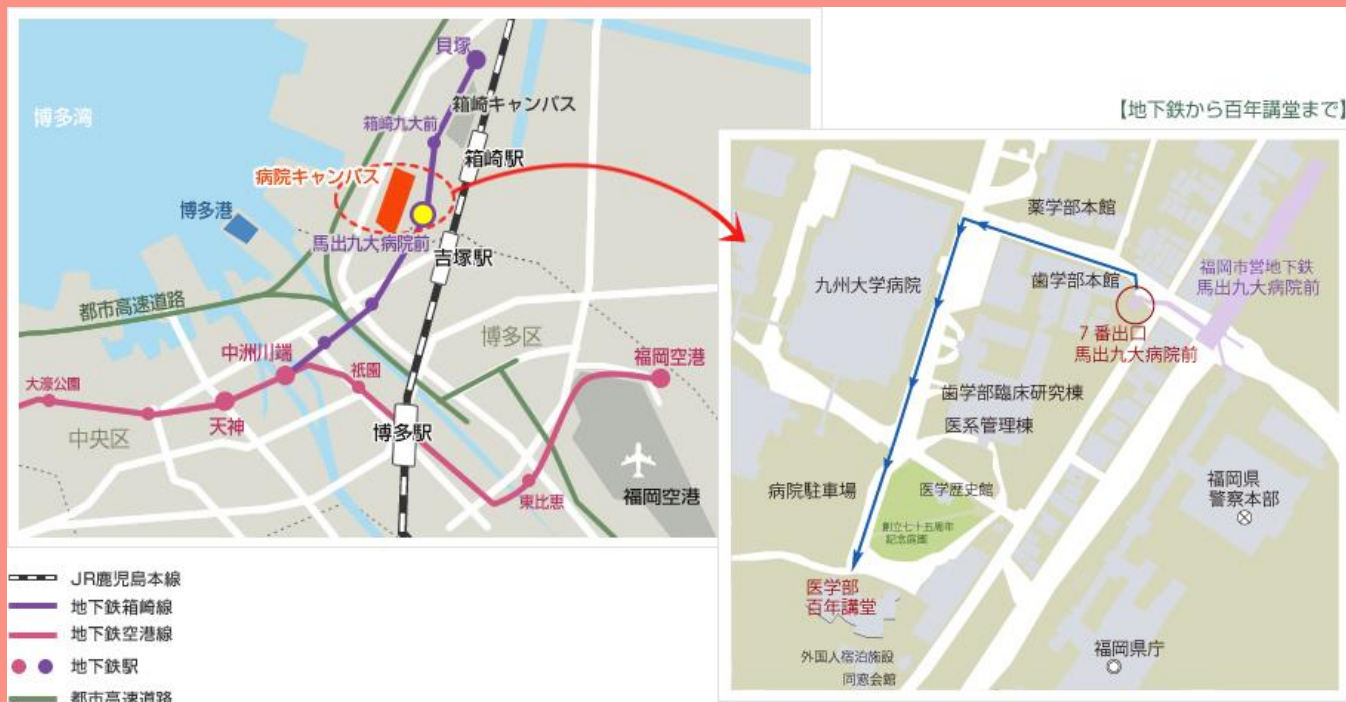 貝塚
箱崎キャンパス
博多湾
箱崎九大前
箱崎駅
病院キャンパス
博多港
馬出九大病院前
吉塚駅
都市高速道路
博多区
中洲川端
祇園
福岡空港
大濠公園
天神
中央区
博多駅
東比恵
福岡空港
JR鹿児島本線
地下鉄箱崎線
地下鉄空港線
地下鉄駅
都市高速道路
【地下鉄から百年講堂まで】
薬学部本館
福岡市営地下鉄
馬出九大病院前
歯学部本館
九州大学病院
7番出口
馬出九大病院前
歯学部臨床研究棟
医系管理棟
病院駐車場
医学歴史館
福岡県
警察本部
創立七十五周年
記念庭園
医学部
百年講堂
福岡県庁
外国人宿泊施設
同窓会館